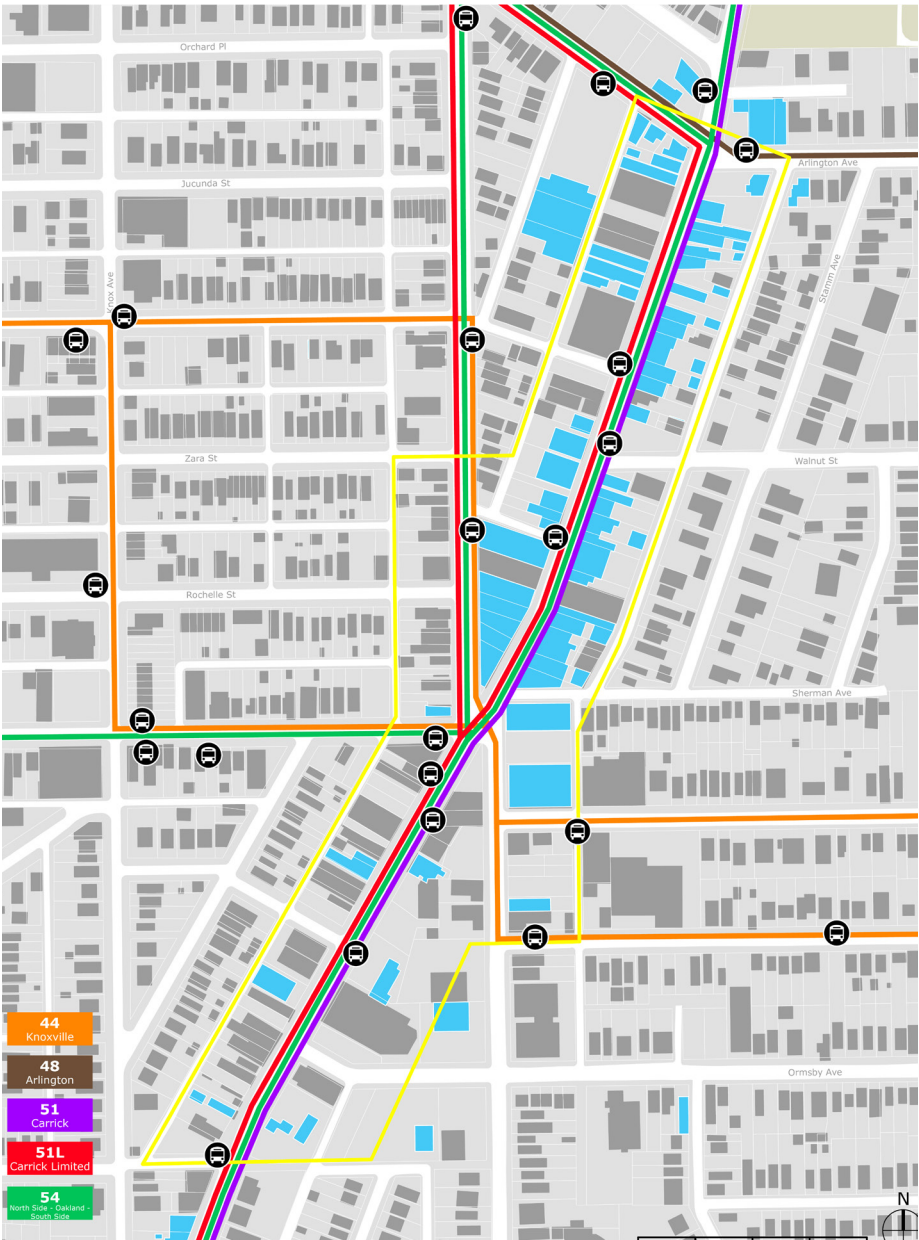 Orchard Pl
Arlington Ave
Jucunda St
Knox Ave
Stamm Ave
Zara St
Walnut St
Rochelle St
Sherman Ave
44
Knoxville
48
Arlington
51
Carrick
51L
Carrick Limited
54
North Side - Oakland -
South Side
Ormsby Ave
N